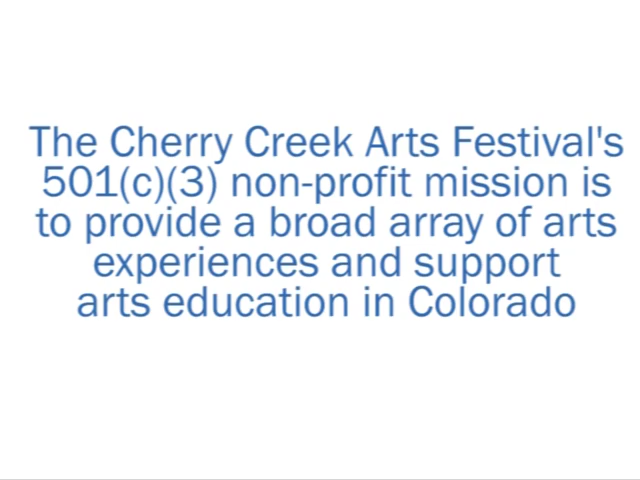 The Cherry Creek Arts Festival's
501(c)(3) non-profit mission is
to provide a broad array of arts
experiences and support
arts education in Colorado